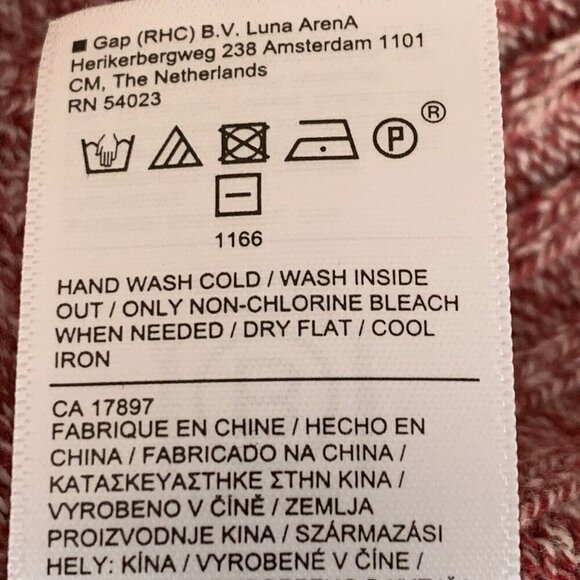 ■ Gap (RHC) B.V. Luna ArenA
Herikerbergweg 238 Amsterdam 1101
CM, The Netherlands
RN 54023
P ®
1166
HAND WASH COLD / WASH INSIDE
OUT / ONLY NON-CHLORINE BLEACH
WHEN NEEDED / DRY FLAT / COOL
IRON
CA 17897
FABRIQUE EN CHINE / HECHO EN
CHINA / FABRICADO NA CHINA /
ΚΑΤΑΣΚΕΥΑΣΤΗΚΕ ΣΤΗΝ ΚΙΝΑ /
VYROBENO V ČÍNĚ / ZEMLJA
PROIZVODNJE KINA / SZÁRMAZÁSI
HELY: KÍNA / VYROBENÉ V ČÍNE /